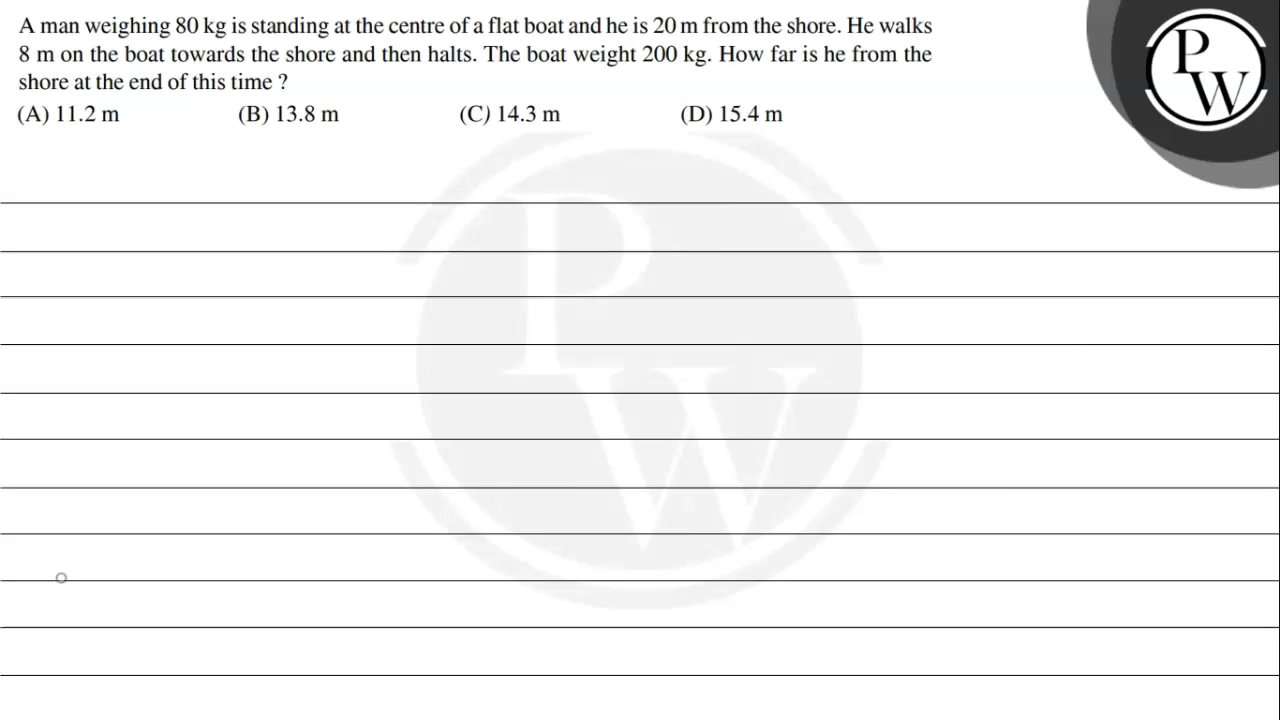 A man weighing 80 kg is standing at the centre of a flat boat and he is 20 m from the shore. He walks
8 m on the boat towards the shore and then halts. The boat weight 200 kg. How far is he from the
shore at the end of this time ?
(A) 11.2 m (B) 13.8 m (C) 14.3 m (D) 15.4 m
P
W
P
W